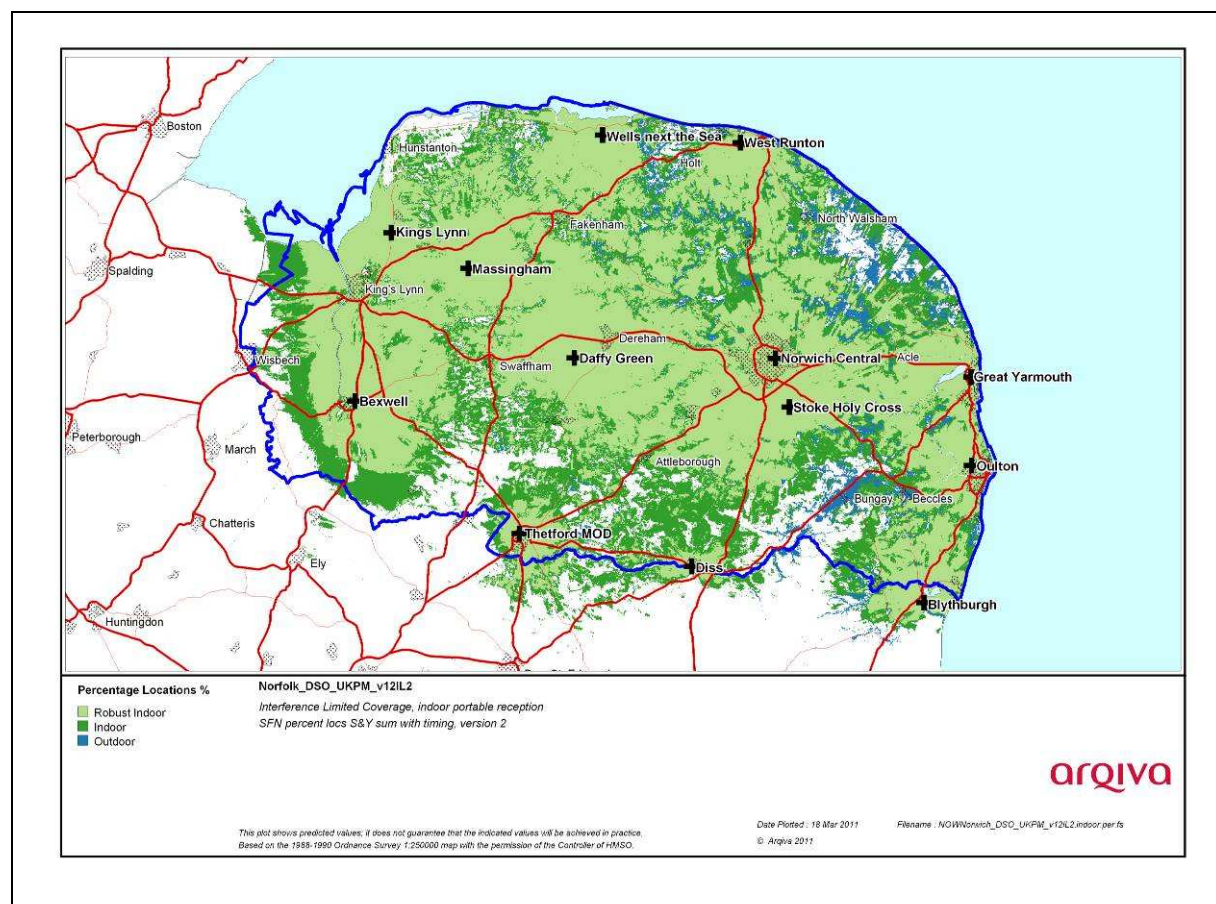 Boston
Wells next the Sea
West Runton
Hunstanton
Holt
North Walsham
Fakenham
Kings Lynn
Spalding
Massingham
King's Lynn
Dereham
Wisbech
Swaffham
Daffy Green
Norwich Central
Acle
Great Yarmouth
Bexwell
Stoke Holy Cross
Peterborough
March
Attleborough
Oulton
Bungay
Beccles
Chatteris
Thetford MOD
Ely
Diss
Blythburgh
Huntingdon
Percentage Locations %
Robust Indoor
Indoor
Outdoor
Norfolk_DSO_UKPM_v12IL2
Interference Limited Coverage, indoor portable reception
SFN percent locs S&Y sum with timing, version 2
arqiva
This plot shows predicted values; it does not guarantee that the indicated values will be achieved in practice.
Based on the 1988-1990 Ordnance Survey 1:250000 map with the permission of the Controller of HMSO.
Date Plotted : 18 Mar 2011
Filename : NOWNorwich_DSO_UKPM_v12IL2.indoor.per.fs
© Arqiva 2011